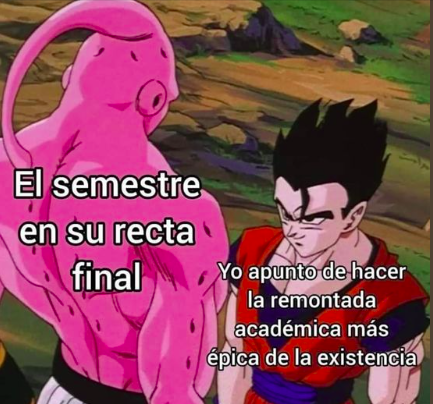 El semestre
en su recta
final
Yo apunto de hacer
la remontada
académica más
épica de la existencia